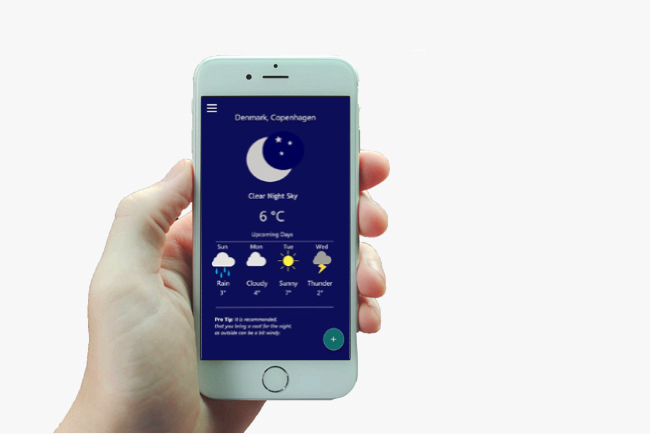 Denmark, Copenhagen
Clear Night Sky
6 °C
Upcoming Days
Sun Mon Tue Wed
Rain Cloudy Sunny Thunder
3° 4° 7° 2°
Pro Tip: It is recommended.
that you bring a coat for the night.
as outside can be a bit windy.
+